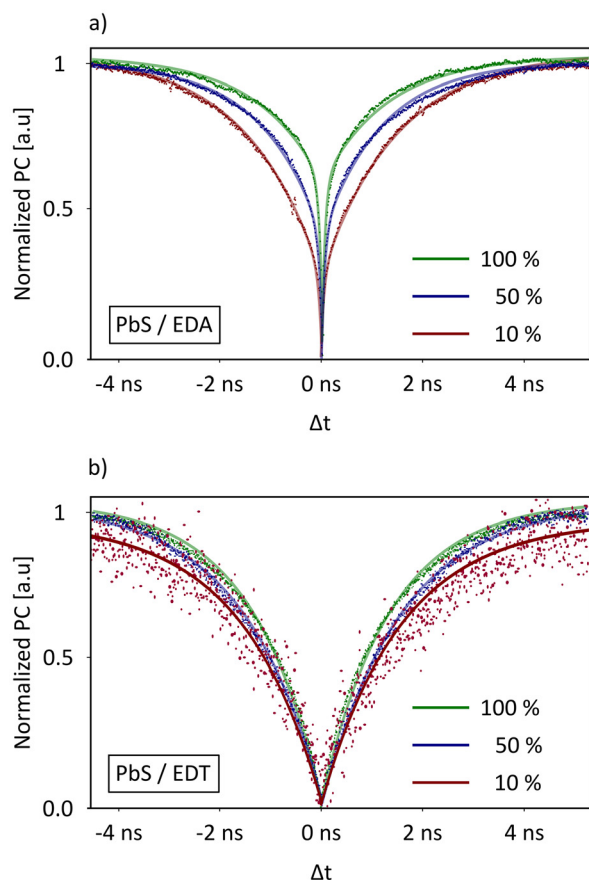 a)
Normalized PC [a.u]
1
0.5
0.0
100 %
50 %
10 %
PbS / EDA
-4 ns -2 ns 0 ns 2 ns 4 ns
Δt
b)
Normalized PC [a.u]
1
0.5
0.0
100 %
50 %
10 %
PbS / EDT
-4 ns -2 ns 0 ns 2 ns 4 ns
Δt